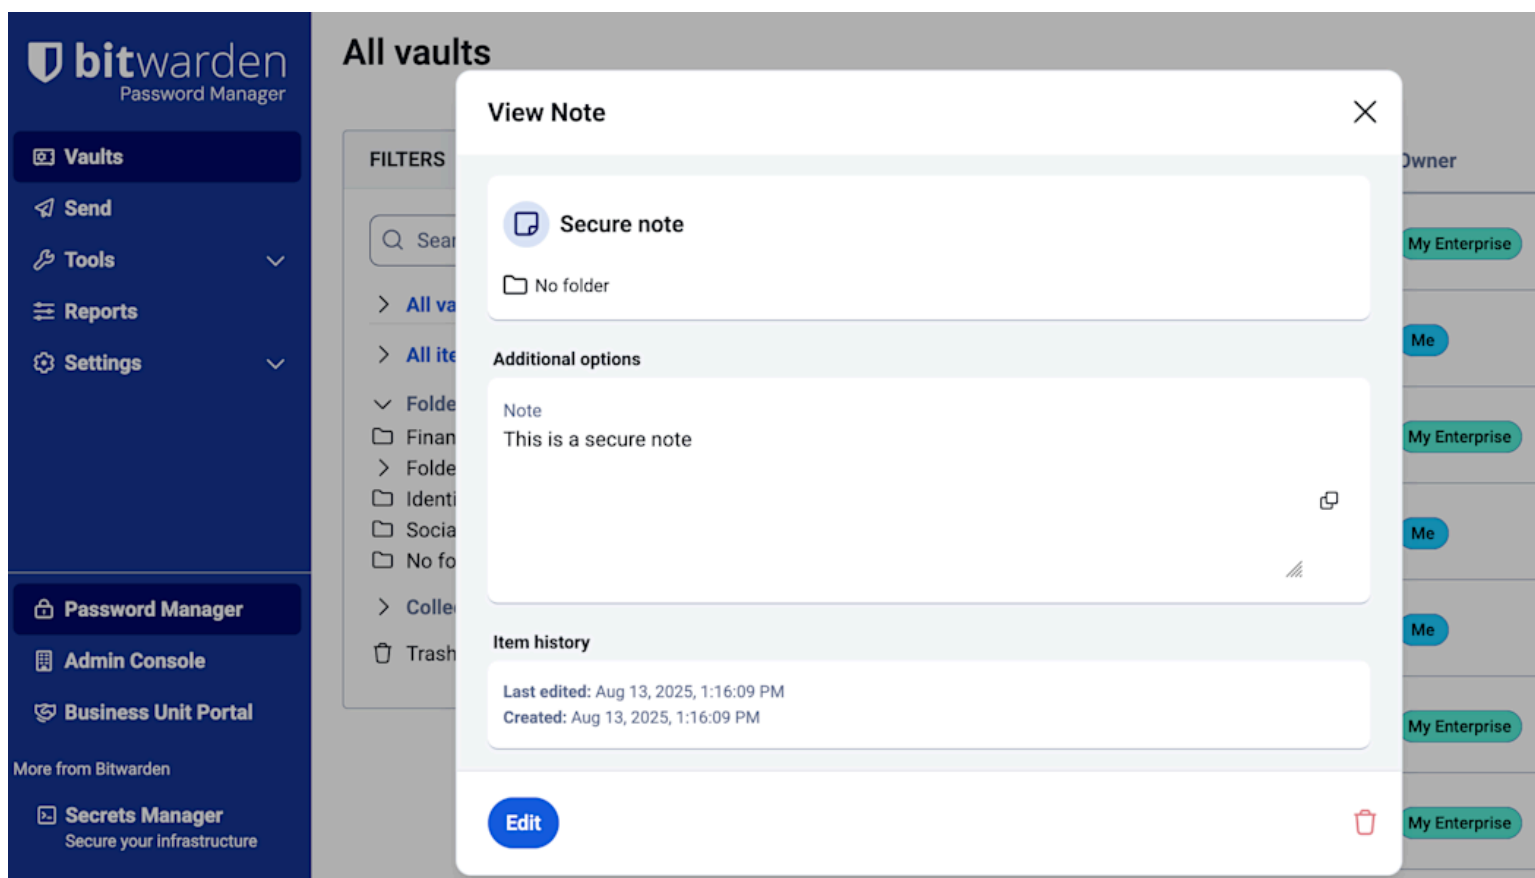 bitwarden
Password Manager
Vaults
Send
Tools
Reports
Settings
Password Manager
Admin Console
Business Unit Portal
More from Bitwarden
Secrets Manager
Secure your infrastructure
All vaults
FILTERS
Sear
All va
All ite
Folde
Finan
Folde
Identi
Socia
No fo
Colle
Trash
View Note
Secure note
No folder
Additional options
Note
This is a secure note
Item history
Last edited: Aug 13, 2025, 1:16:09 PM
Created: Aug 13, 2025, 1:16:09 PM
Edit
Owner
My Enterprise
Me
My Enterprise
Me
Me
My Enterprise
My Enterprise